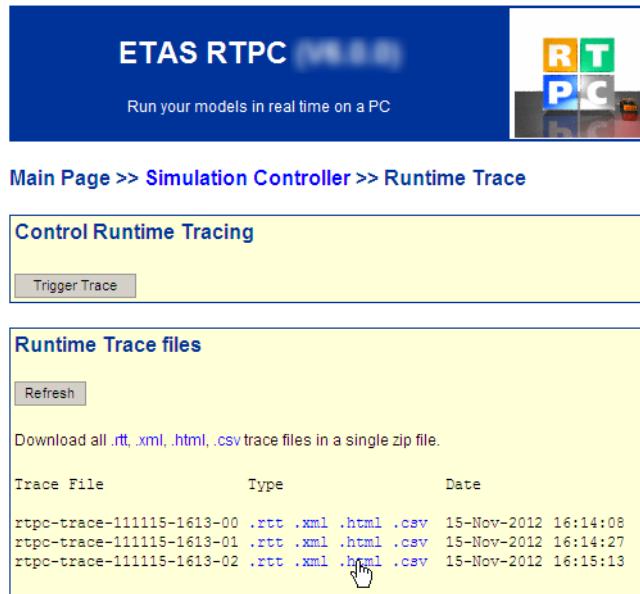 ETAS RTPC
Run your models in real time on a PC
R T
P C
Main Page >> Simulation Controller >> Runtime Trace
Control Runtime Tracing
Trigger Trace
Runtime Trace files
Refresh
Download all .rtt, .xml, .html, .csv trace files in a single zip file.
Trace File Type Date
rtpc-trace-111115-1613-00 .rtt .xml .html .csv 15-Nov-2012 16:14:08
rtpc-trace-111115-1613-01 .rtt .xml .html .csv 15-Nov-2012 16:14:27
rtpc-trace-111115-1613-02 .rtt .xml .html .csv 15-Nov-2012 16:15:13